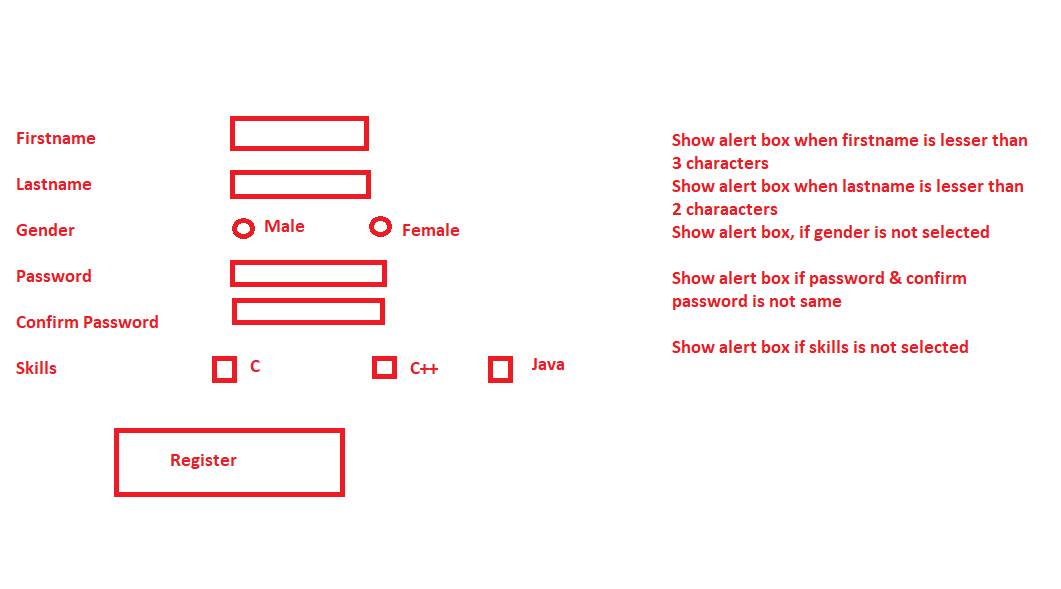 Firstname
Lastname
Gender
Male
Female
Password
Confirm Password
Skills
C
C++
Java
Register
Show alert box when firstname is lesser than
3 characters
Show alert box when lastname is lesser than
2 charaacters
Show alert box, if gender is not selected
Show alert box if password & confirm
password is not same
Show alert box if skills is not selected